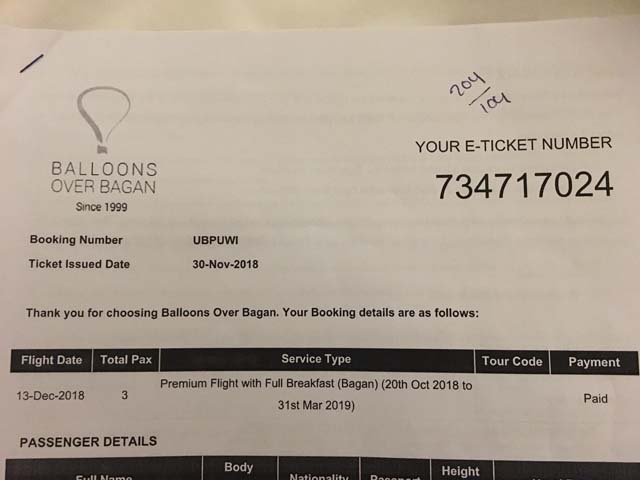 204
104
YOUR E-TICKET NUMBER
734717024
BALLOONS
OVER BAGAN
Since 1999
Booking Number UBPUWI
Ticket Issued Date 30-Nov-2018
Thank you for choosing Balloons Over Bagan. Your Booking details are as follows:
Flight Date Total Pax Service Type Tour Code Payment
13-Dec-2018 3 Premium Flight with Full Breakfast (Bagan) (20th Oct 2018 to Paid
31st Mar 2019)
PASSENGER DETAILS
Body Height
Full Name Nationality Passport